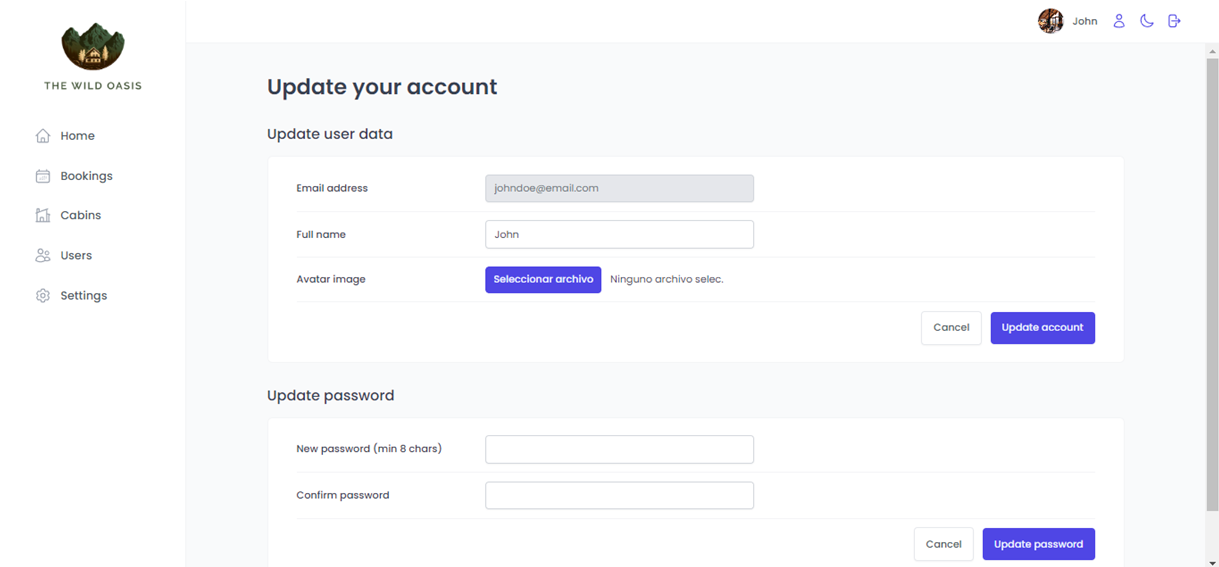 John
THE WILD OASIS
Home
Bookings
Cabins
Users
Settings
Update your account
Update user data
Email address
johndoe@email.com
Full name
John
Avatar image
Seleccionar archivo Ninguno archivo selec.
Cancel
Update account
Update password
New password (min 8 chars)
Confirm password
Cancel
Update password